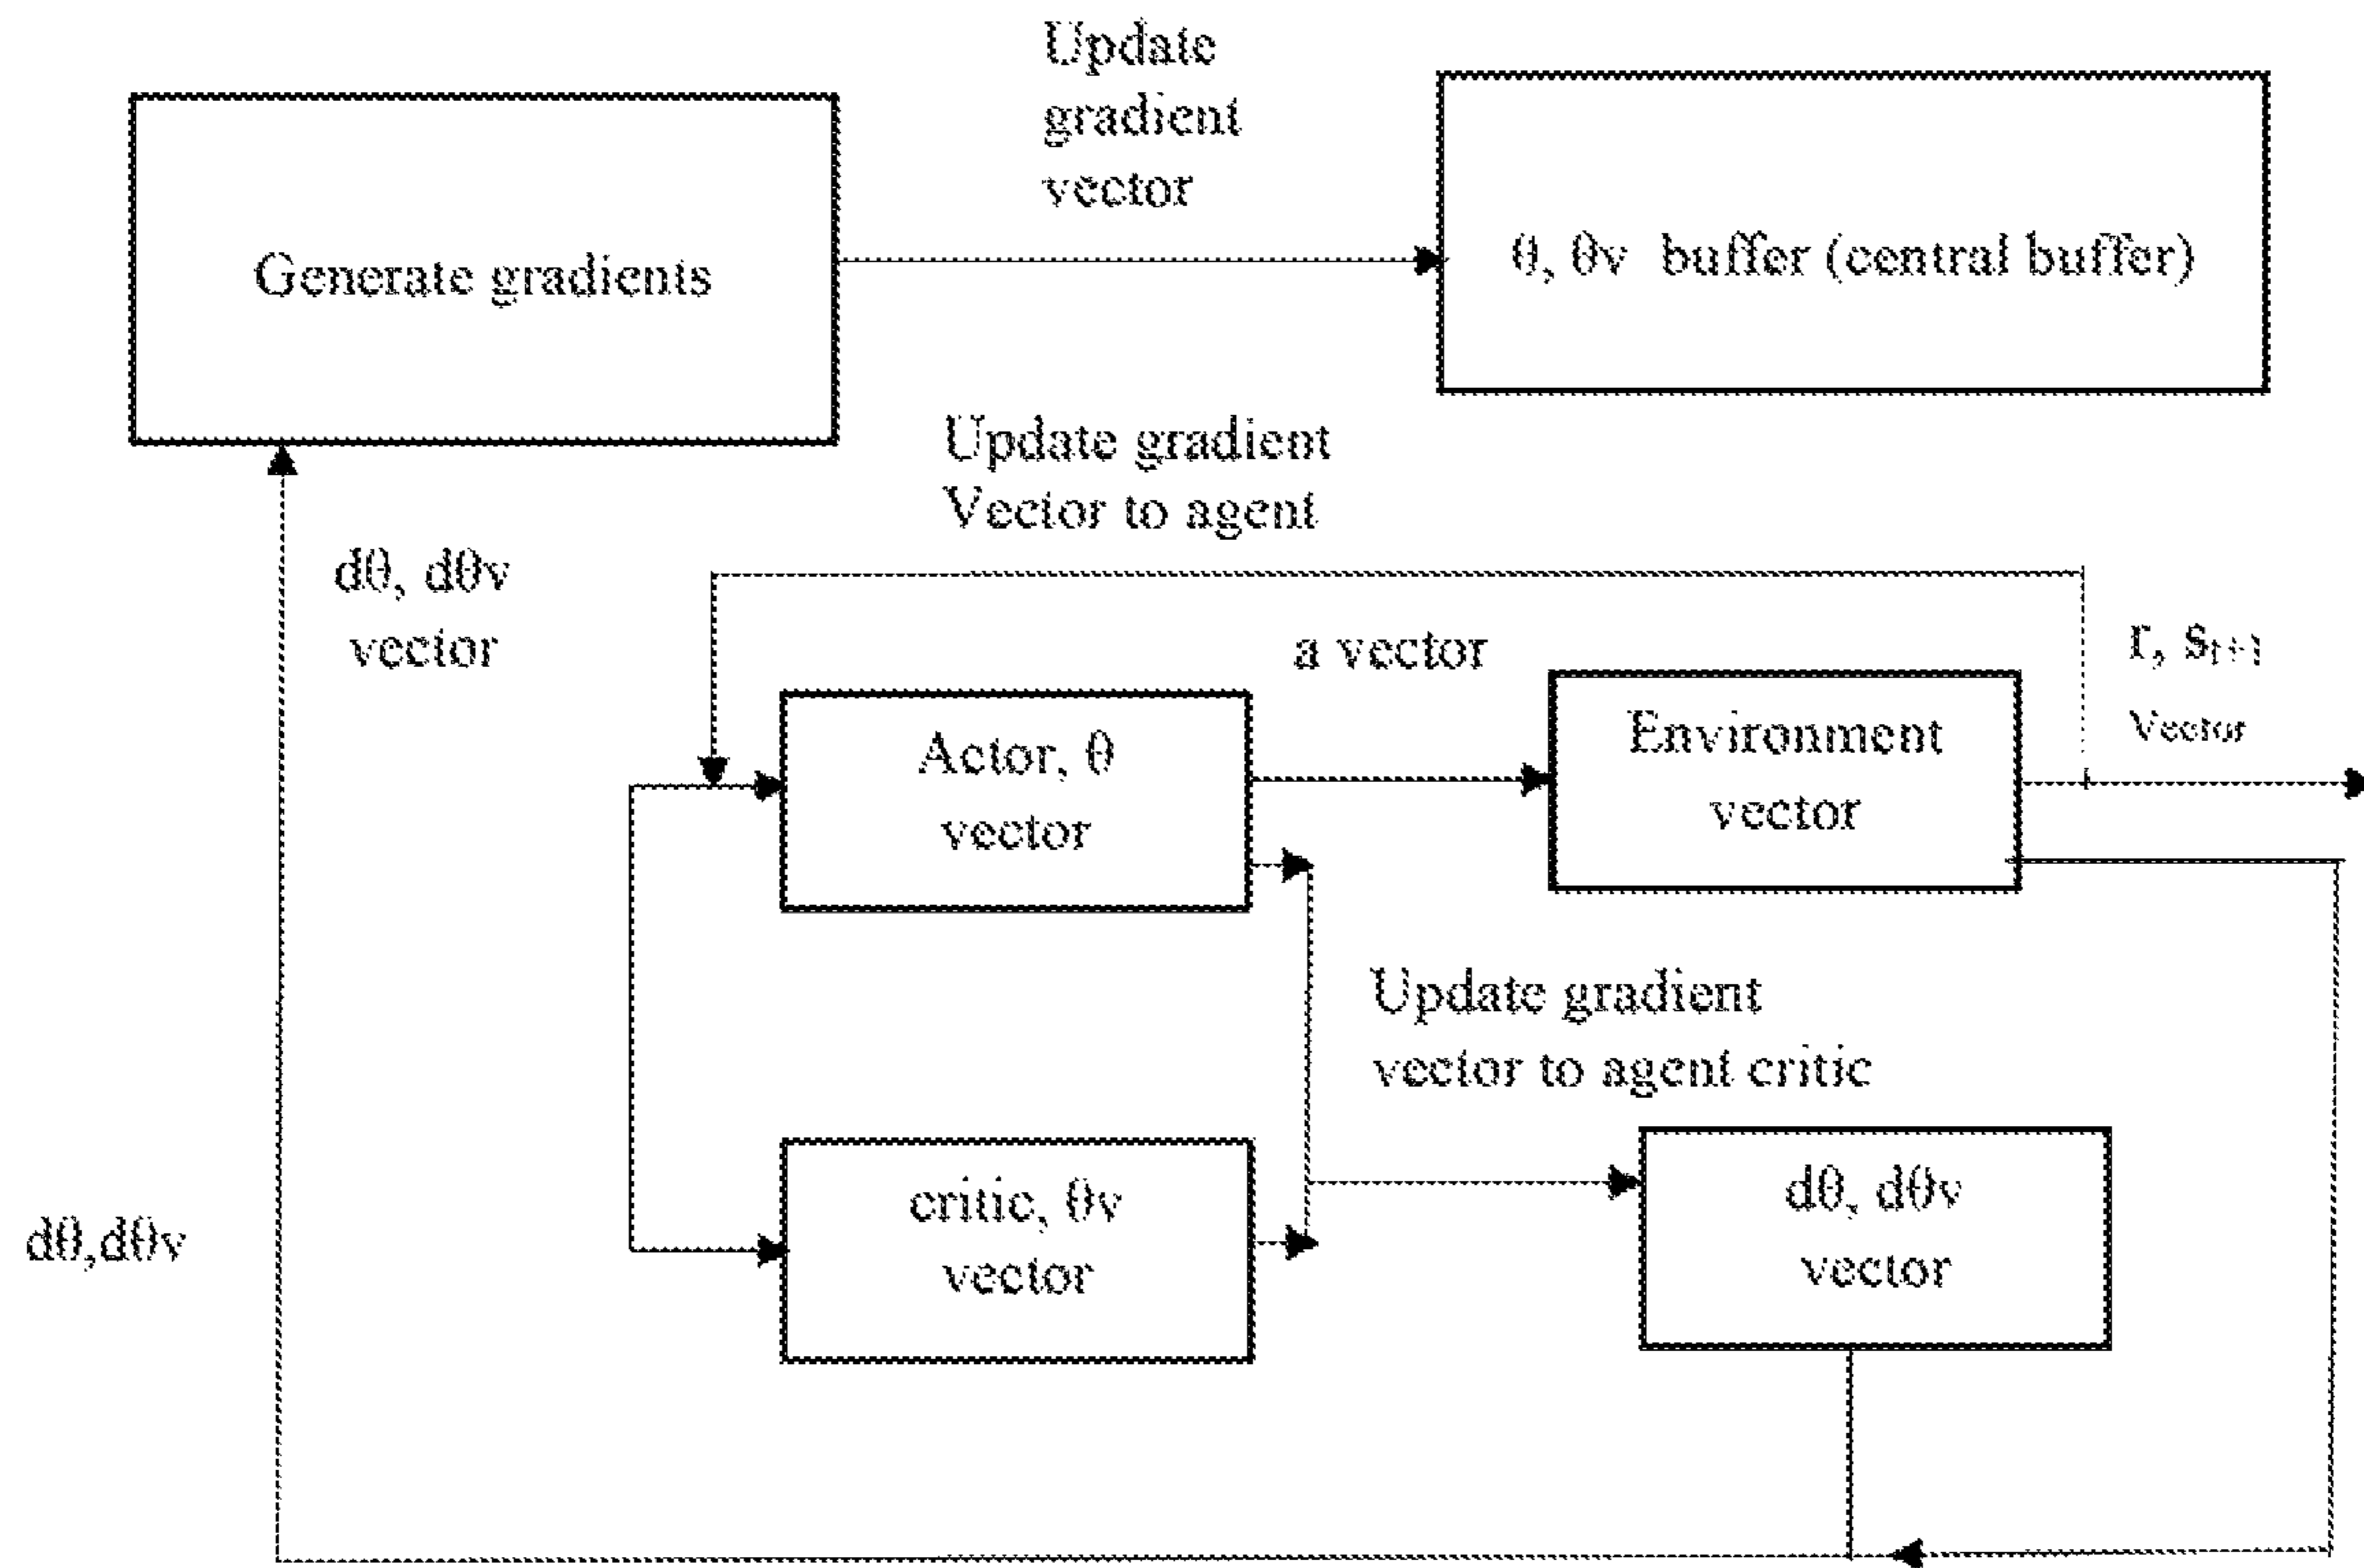 Update
gradient
vector
Generate gradients
θ, θv buffer (central buffer)
Update gradient
Vector to agent
dθ, dθv
vector
a vector
r, sₜ₊₁
Vector
Actor, θ
vector
Environment
vector
Update gradient
vector to agent critic
critic, θv
vector
dθ, dθv
vector
dθ,dθv